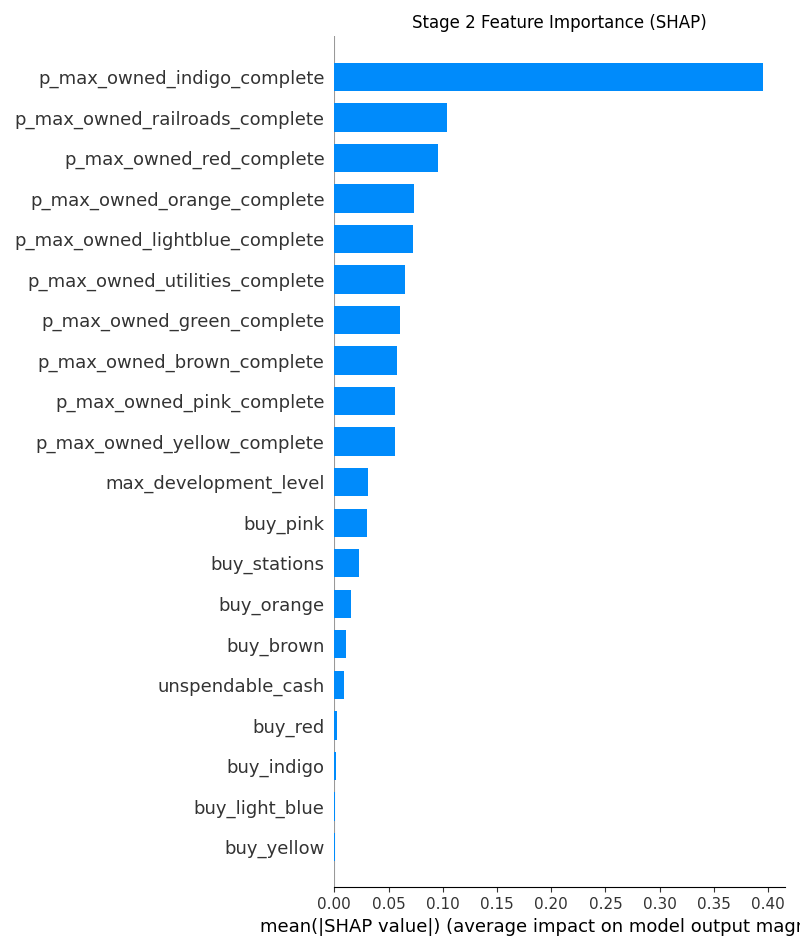 Stage 2 Feature Importance (SHAP)
p_max_owned_indigo_complete
p_max_owned_railroads_complete
p_max_owned_red_complete
p_max_owned_orange_complete
p_max_owned_lightblue_complete
p_max_owned_utilities_complete
p_max_owned_green_complete
p_max_owned_brown_complete
p_max_owned_pink_complete
p_max_owned_yellow_complete
max_development_level
buy_pink
buy_stations
buy_orange
buy_brown
unspendable_cash
buy_red
buy_indigo
buy_light_blue
buy_yellow
0.00 0.05 0.10 0.15 0.20 0.25 0.30 0.35 0.40
mean(|SHAP value|) (average impact on model output magn